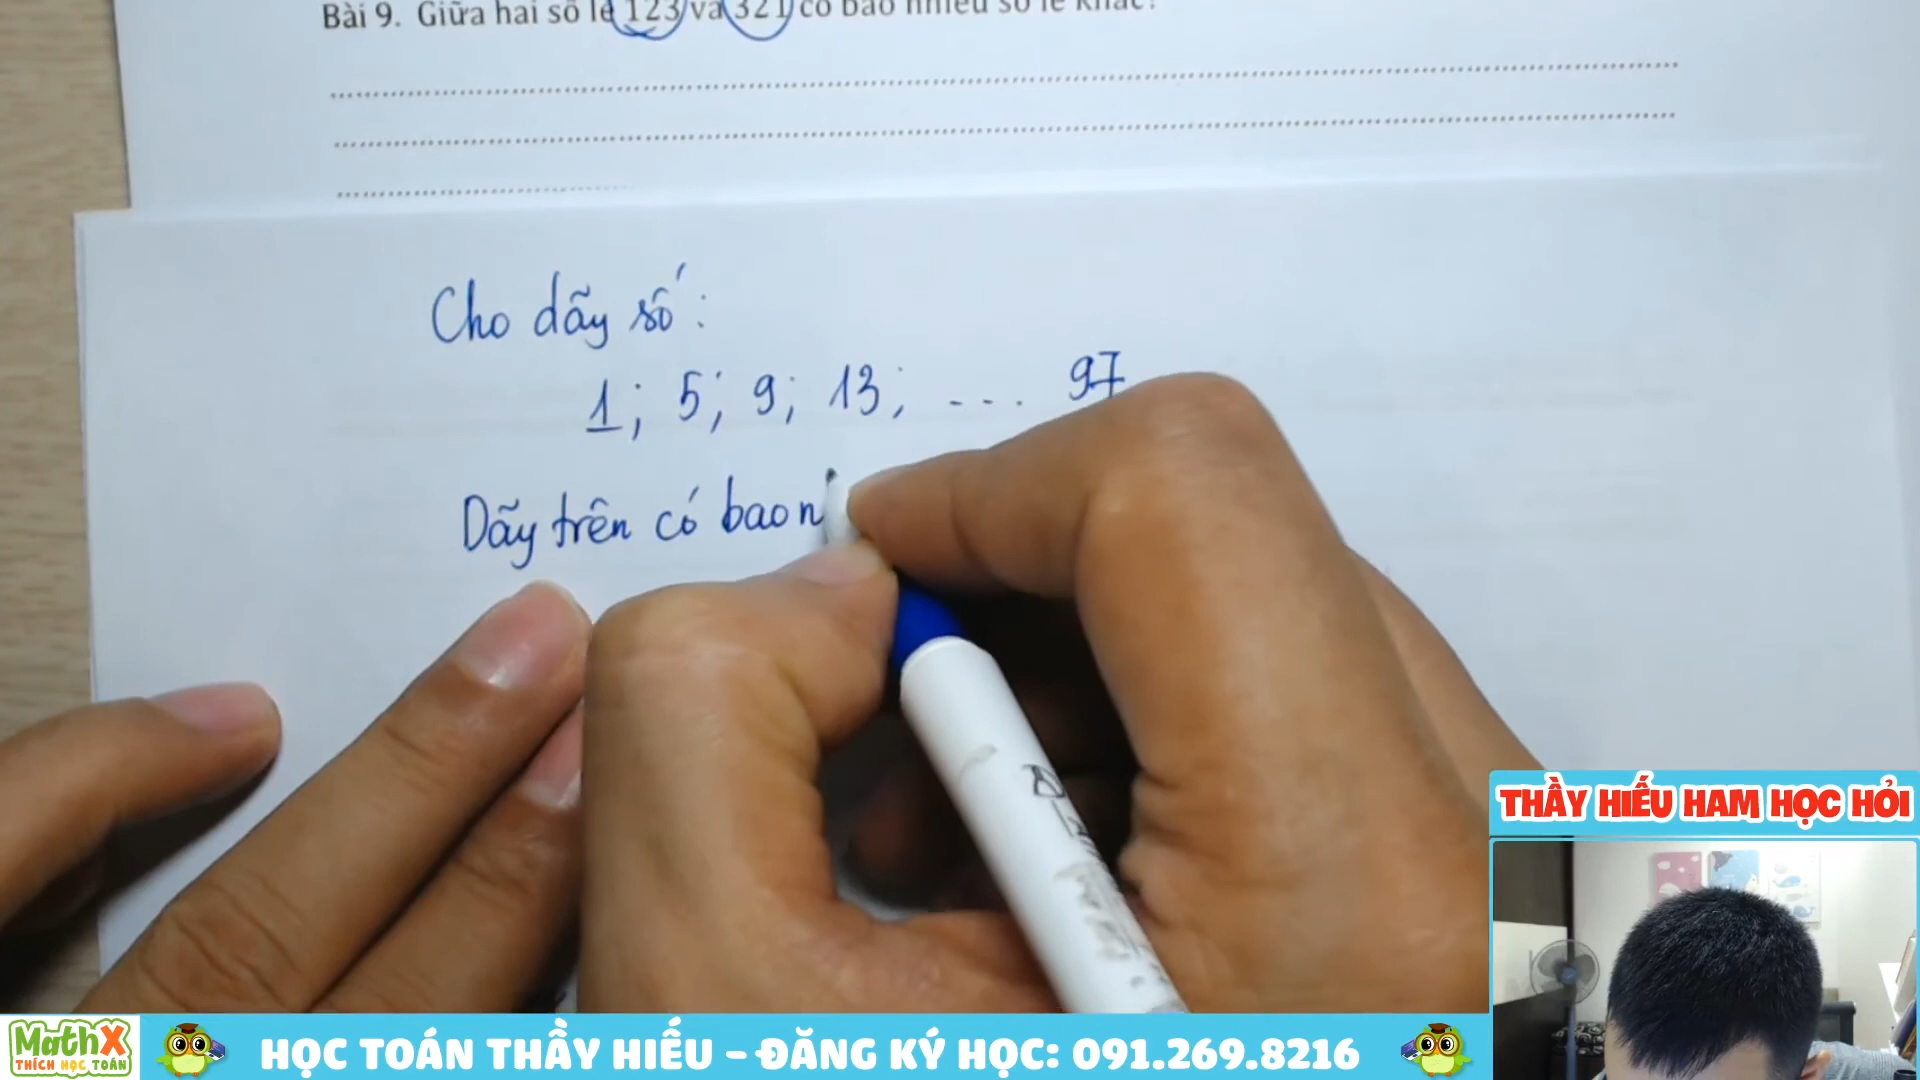 Bài 9. Giữa hai số lẻ 123 và 321 có bao nhiêu số lẻ khác?
Cho dãy số:
1; 5; 9; 13; ... 97
Dãy trên có bao n
THẦY HIẾU HAM HỌC HỎI
MathX
THÍCH HỌC TOÁN
HỌC TOÁN THẦY HIẾU - ĐĂNG KÝ HỌC: 091.269.8216